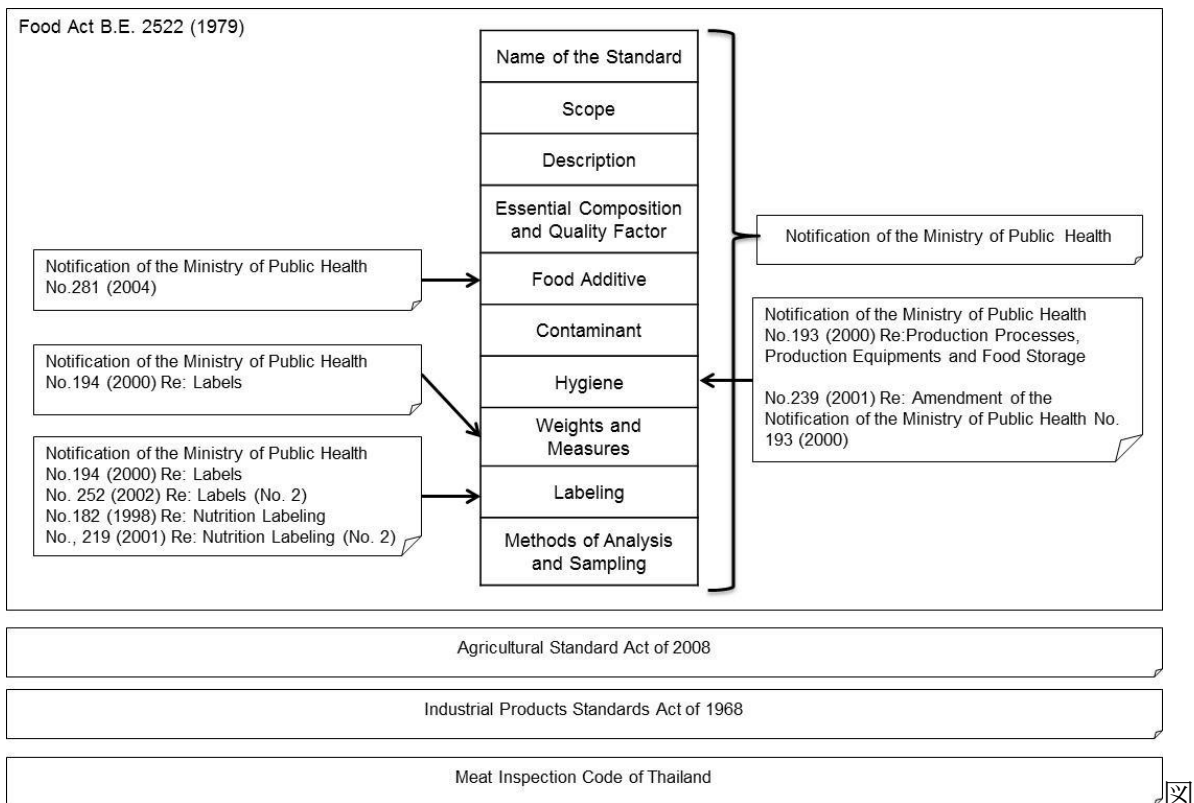 Food Act B.E. 2522 (1979)
Name of the Standard
Scope
Description
Essential Composition
and Quality Factor
Food Additive
Contaminant
Hygiene
Weights and
Measures
Labeling
Methods of Analysis
and Sampling
Notification of the Ministry of Public Health
No.281 (2004)
Notification of the Ministry of Public Health
No.194 (2000) Re: Labels
Notification of the Ministry of Public Health
No.194 (2000) Re: Labels
No. 252 (2002) Re: Labels (No. 2)
No.182 (1998) Re: Nutrition Labeling
No., 219 (2001) Re: Nutrition Labeling (No. 2)
Notification of the Ministry of Public Health
Notification of the Ministry of Public Health
No.193 (2000) Re:Production Processes,
Production Equipments and Food Storage
No.239 (2001) Re: Amendment of the
Notification of the Ministry of Public Health No.
193 (2000)
Agricultural Standard Act of 2008
Industrial Products Standards Act of 1968
Meat Inspection Code of Thailand
図